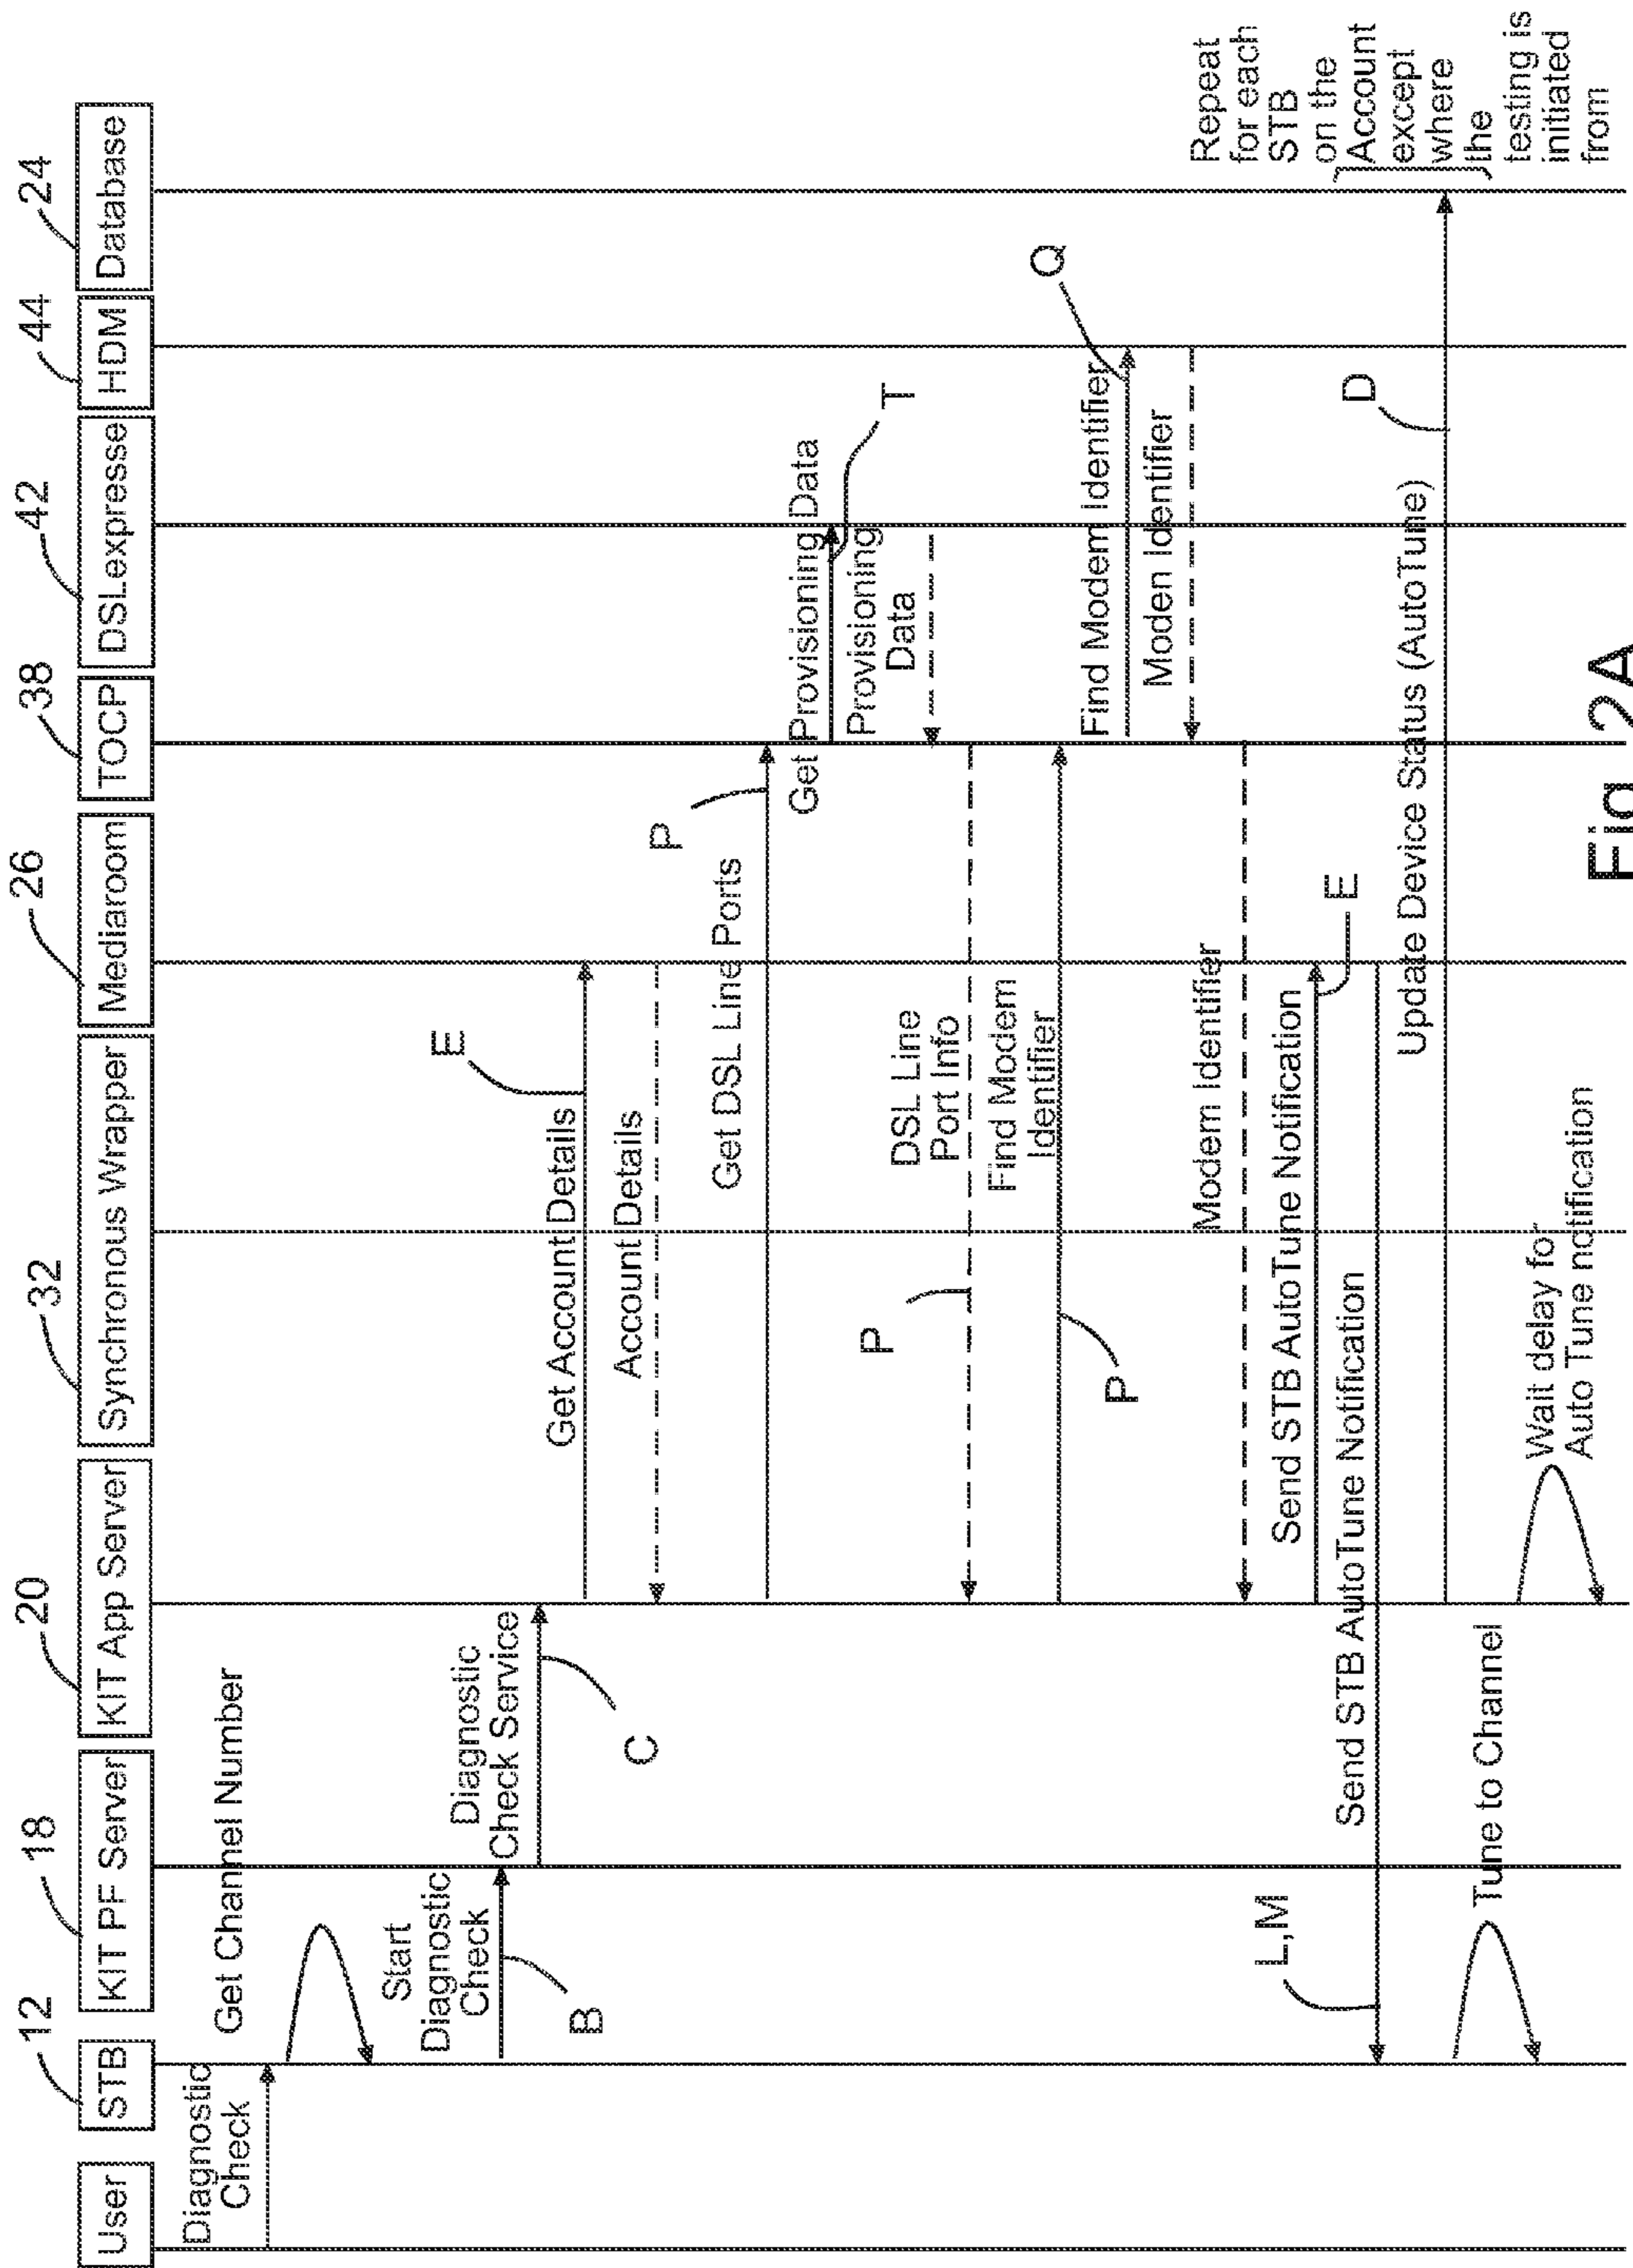 User
STB
KIT PF Server
KIT App Server
Synchronous Wrapper
Mediaroom
TOCP
DSLexpresse
HDM
Database
12
18
20
32
26
38
42
44
24
Diagnostic
Check
Get Channel Number
Start
Diagnostic
Check
B
Diagnostic
Check Service
C
Get Account Details
E
Account Details
Get DSL Line Ports
P
Get Provisioning Data
T
Provisioning
Data
DSL Line
Port Info
P
Find Modem
Identifier
P
Find Modem Identifier
Q
Moden Identifier
Modem Identifier
Send STB AutoTune Notification
E
Send STB AutoTune Notification
L,M
Update Device Status (AutoTune)
D
Tune to Channel
Wait delay for
Auto Tune notification
Repeat
for each
STB
on the
Account
except
where
the
testing is
initiated
from
Fig. 2A